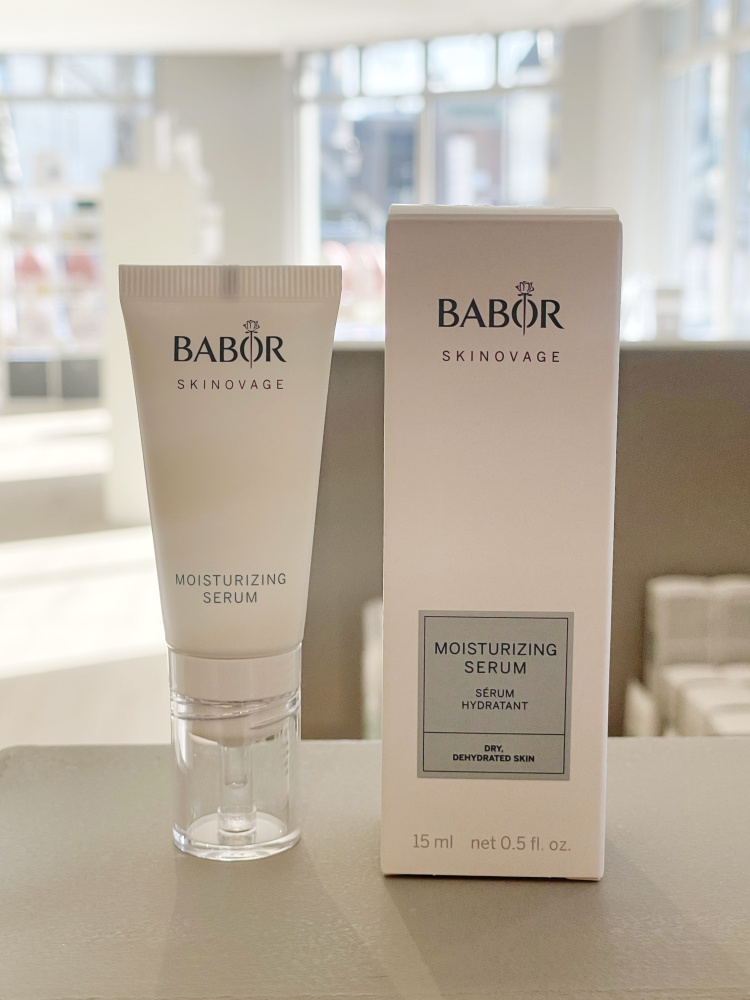 BABOR
SKINOVAGE
MOISTURIZING
SERUM
BABOR
SKINOVAGE
MOISTURIZING
SERUM
SÉRUM
HYDRATANT
DRY,
DEHYDRATED SKIN
15 ml net 0.5 fl. oz.